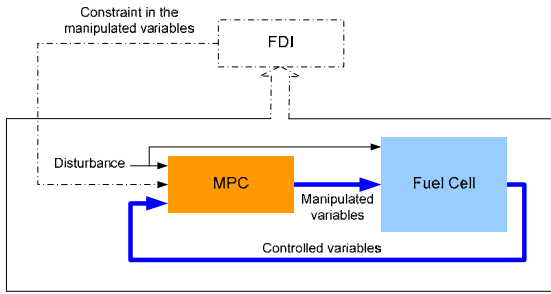 Constraint in the
manipulated variables
FDI
Disturbance
MPC
Fuel Cell
Manipulated
variables
Controlled variables